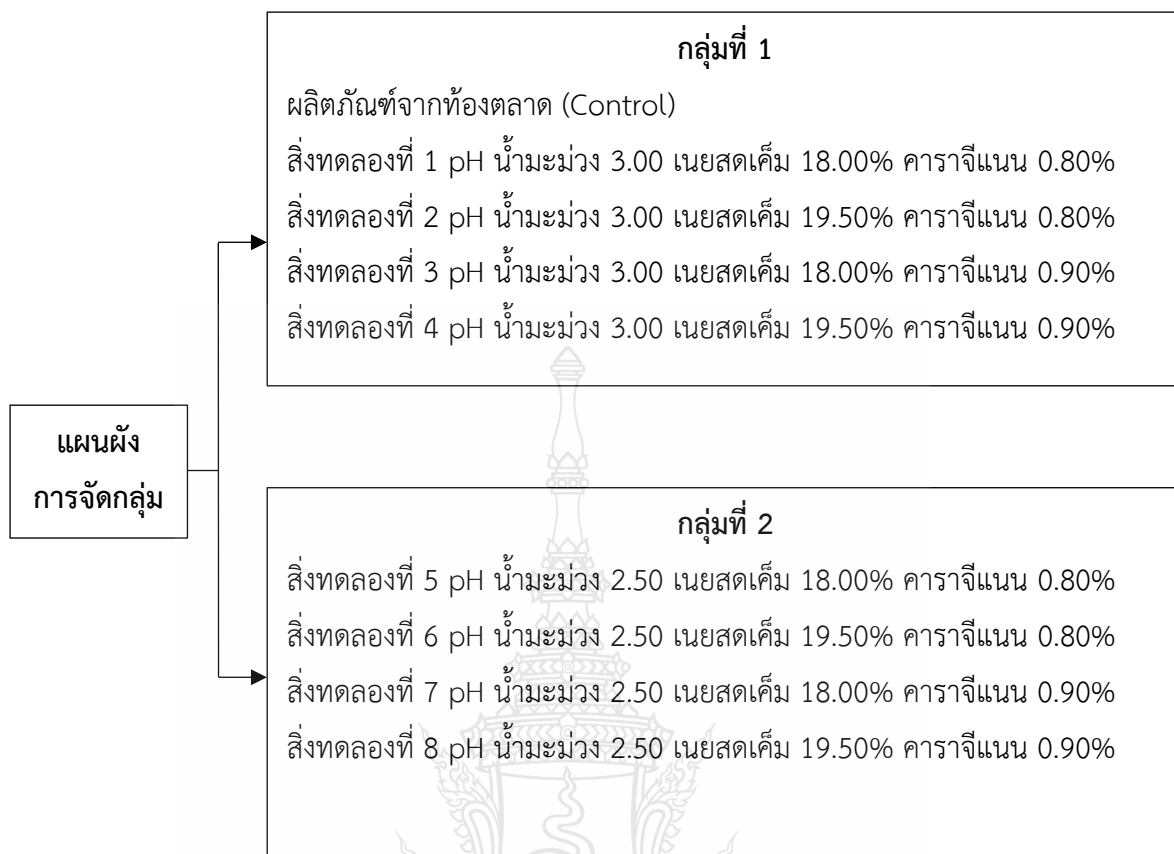 กลุ่มที่ 1
ผลิตภัณฑ์จากท้องตลาด (Control)
สิ่งทดลองที่ 1 pH น้ำมะม่วง 3.00 เนยสดเค็ม 18.00% คาราจีแนน 0.80%
สิ่งทดลองที่ 2 pH น้ำมะม่วง 3.00 เนยสดเค็ม 19.50% คาราจีแนน 0.80%
สิ่งทดลองที่ 3 pH น้ำมะม่วง 3.00 เนยสดเค็ม 18.00% คาราจีแนน 0.90%
สิ่งทดลองที่ 4 pH น้ำมะม่วง 3.00 เนยสดเค็ม 19.50% คาราจีแนน 0.90%
แผนผัง
การจัดกลุ่ม
กลุ่มที่ 2
สิ่งทดลองที่ 5 pH น้ำมะม่วง 2.50 เนยสดเค็ม 18.00% คาราจีแนน 0.80%
สิ่งทดลองที่ 6 pH น้ำมะม่วง 2.50 เนยสดเค็ม 19.50% คาราจีแนน 0.80%
สิ่งทดลองที่ 7 pH น้ำมะม่วง 2.50 เนยสดเค็ม 18.00% คาราจีแนน 0.90%
สิ่งทดลองที่ 8 pH น้ำมะม่วง 2.50 เนยสดเค็ม 19.50% คาราจีแนน 0.90%